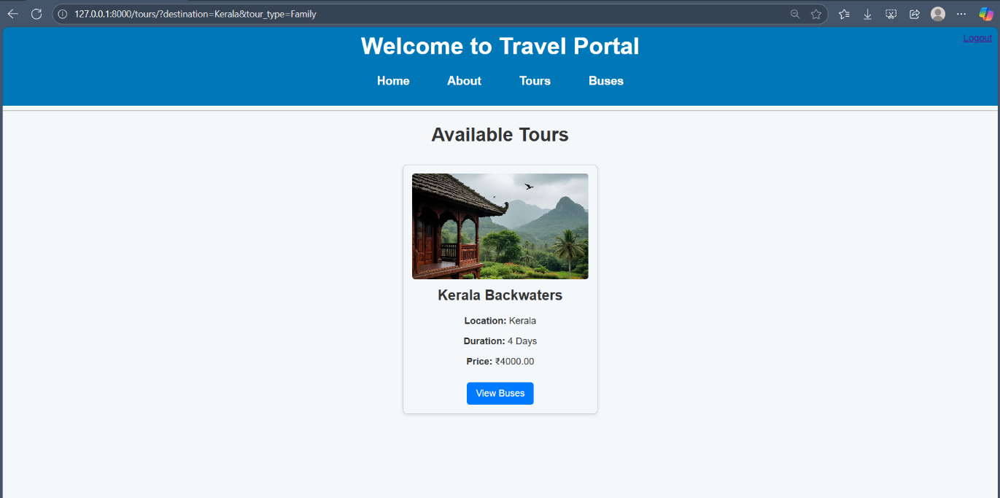 127.0.0.1:8000/tours/?destination=Kerala&tour_type=Family
Logout
Welcome to Travel Portal
Home About Tours Buses
Available Tours
Kerala Backwaters
Location: Kerala
Duration: 4 Days
Price: ₹4000.00
View Buses